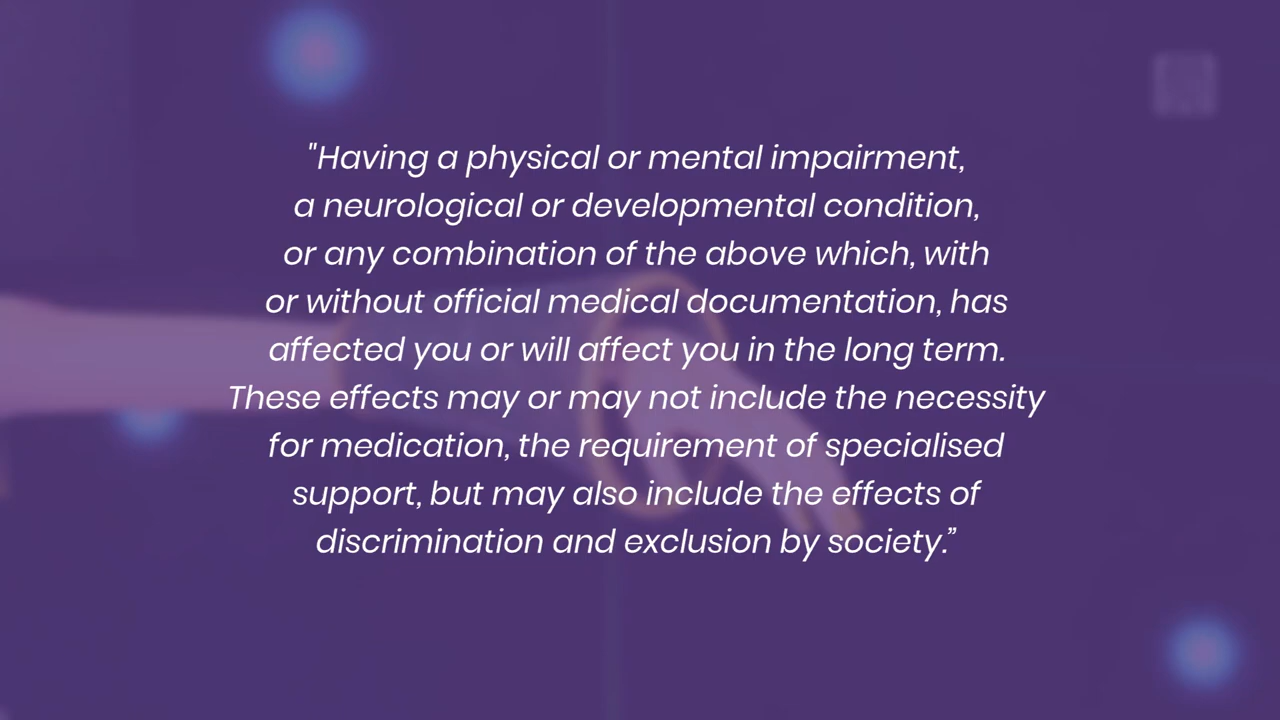 "Having a physical or mental impairment,
a neurological or developmental condition,
or any combination of the above which, with
or without official medical documentation, has
affected you or will affect you in the long term.
These effects may or may not include the necessity
for medication, the requirement of specialised
support, but may also include the effects of
discrimination and exclusion by society.”